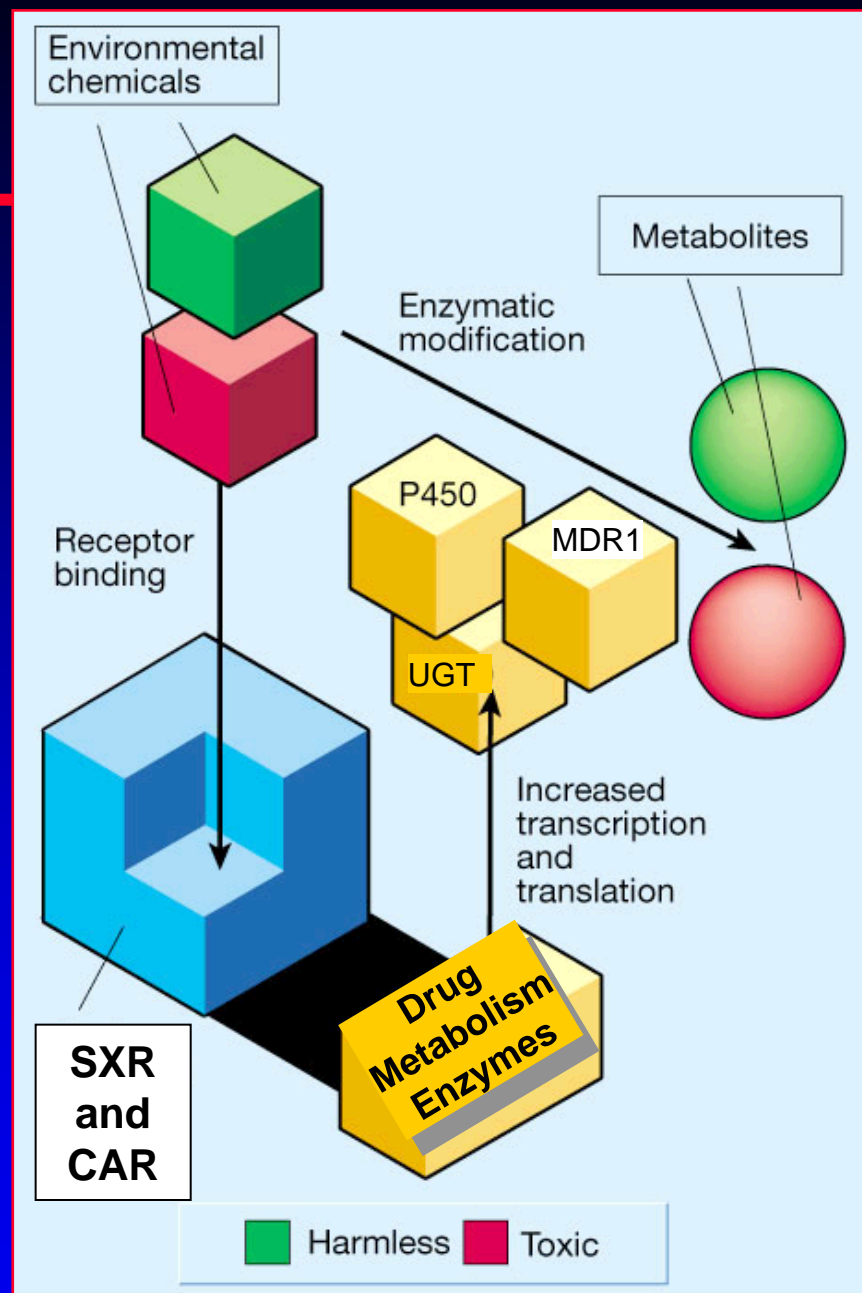 Environmental
chemicals
Metabolites
Enzymatic
modification
P450
MDR1
Receptor
binding
UGT
Increased
transcription
and
translation
Drug
Metabolism
Enzymes
SXR
and
CAR
Harmless
Toxic